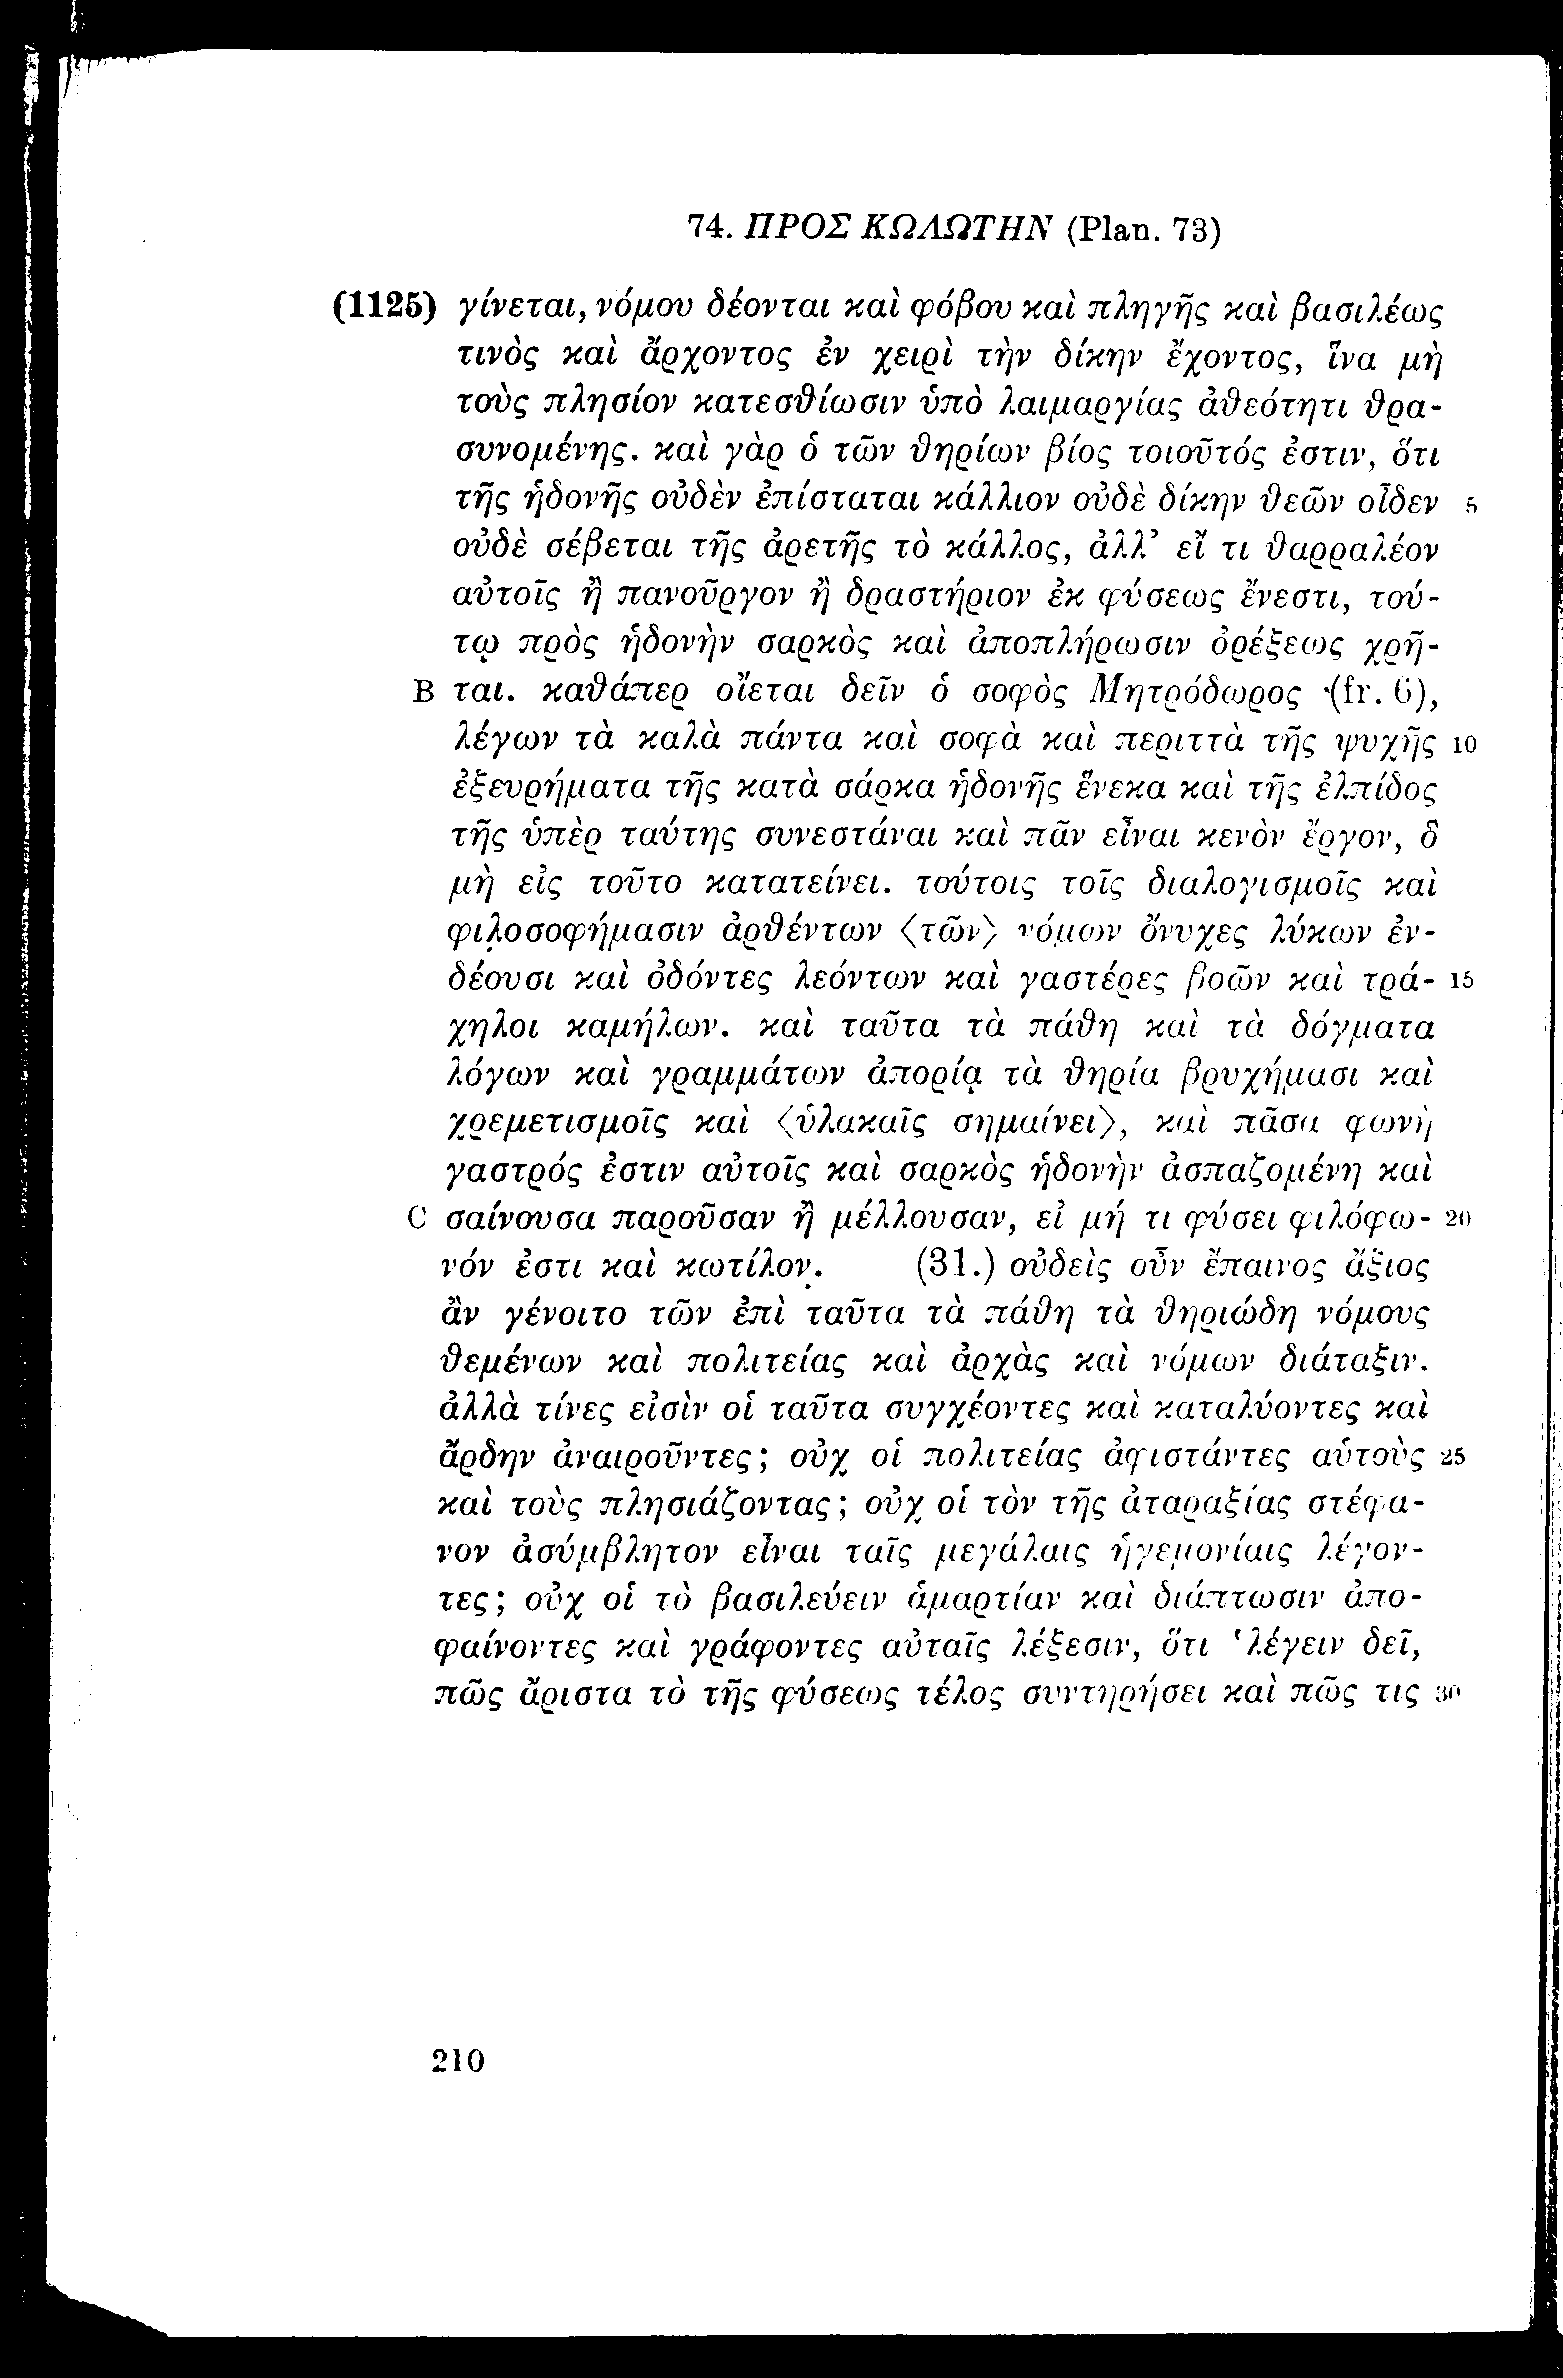 74. ΠΡΟΣ ΚΩΛΩΤΗΝ (Plan. 73)
(1125) γίνεται, νόμου δέονται καὶ φόβου καὶ πληγῆς καὶ βασιλέως
τινὸς καὶ ἄρχοντος ἐν χειρὶ τὴν δίκην ἔχοντος, ἵνα μὴ
τοὺς πλησίον κατεσθίωσιν ὑπὸ λαιμαργίας ἀθεότητι θρα-
συνομένης. καὶ γὰρ ὁ τῶν θηρίων βίος τοιοῦτός ἐστιν, ὅτι
τῆς ἡδονῆς οὐδὲν ἐπίσταται κάλλιον οὐδὲ δίκην θεῶν οἶδεν 5
οὐδὲ σέβεται τῆς ἀρετῆς τὸ κάλλος, ἀλλ’ εἴ τι θαρραλέον
αὐτοῖς ἢ πανοῦργον ἢ δραστήριον ἐκ φύσεως ἔνεστι, τού-
τῳ πρὸς ἡδονὴν σαρκὸς καὶ ἀποπλήρωσιν ὀρέξεως χρῆ-
B ται. καθάπερ οἴεται δεῖν ὁ σοφὸς Μητρόδωρος (fr. 6),
λέγων τὰ καλὰ πάντα καὶ σοφὰ καὶ περιττὰ τῆς ψυχῆς 10
ἐξευρήματα τῆς κατὰ σάρκα ἡδονῆς ἕνεκα καὶ τῆς ἐλπίδος
τῆς ὑπὲρ ταύτης συνεστάναι καὶ πᾶν εἶναι κενὸν ἔργον, ὃ
μὴ εἰς τοῦτο κατατείνει. τούτοις τοῖς διαλογισμοῖς καὶ
φιλοσοφήμασιν ἀρθέντων 〈τῶν〉 νόμων ὄνυχες λύκων ἐν-
δέουσι καὶ ὀδόντες λεόντων καὶ γαστέρες βοῶν καὶ τρά- 15
χηλοι καμήλων. καὶ ταῦτα τὰ πάθη καὶ τὰ δόγματα
λόγων καὶ γραμμάτων ἀπορίᾳ τὰ θηρία βρυχήμασι καὶ
χρεμετισμοῖς καὶ 〈ὑλακαῖς σημαίνει〉, καὶ πᾶσα φωνὴ
γαστρός ἐστιν αὐτοῖς καὶ σαρκὸς ἡδονὴν ἀσπαζομένη καὶ
C σαίνουσα παροῦσαν ἢ μέλλουσαν, εἰ μή τι φύσει φιλόφω- 20
νόν ἐστι καὶ κωτίλον. (31.) οὐδεὶς οὖν ἔπαινος ἄξιος
ἂν γένοιτο τῶν ἐπὶ ταῦτα τὰ πάθη τὰ θηριώδη νόμους
θεμένων καὶ πολιτείας καὶ ἀρχὰς καὶ νόμων διάταξιν.
ἀλλὰ τίνες εἰσὶν οἱ ταῦτα συγχέοντες καὶ καταλύοντες καὶ
ἄρδην ἀναιροῦντες; οὐχ οἱ πολιτείας ἀφιστάντες αὑτοὺς 25
καὶ τοὺς πλησιάζοντας; οὐχ οἱ τὸν τῆς ἀταραξίας στέφα-
νον ἀσύμβλητον εἶναι ταῖς μεγάλαις ἡγεμονίαις λέγον-
τες; οὐχ οἱ τὸ βασιλεύειν ἁμαρτίαν καὶ διάπτωσιν ἀπο-
φαίνοντες καὶ γράφοντες αὐταῖς λέξεσιν, ὅτι ‘λέγειν δεῖ,
πῶς ἄριστα τὸ τῆς φύσεως τέλος συντηρήσει καὶ πῶς τις 30
210